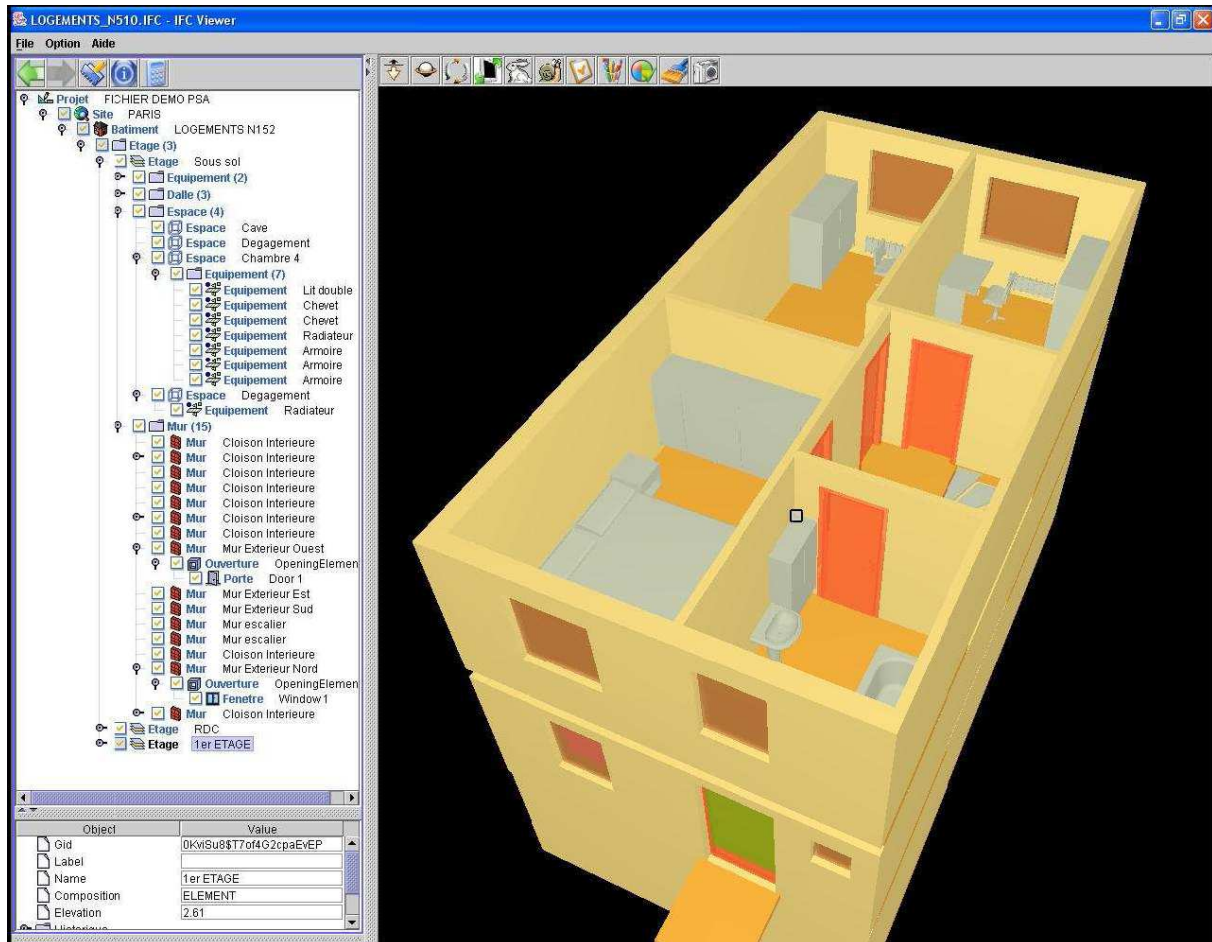 LOGEMENTS_N510.IFC - IFC Viewer
File Option Aide
Projet FICHIER DEMO PSA
Site PARIS
Batiment LOGEMENTS N152
Etage (3)
Etage Sous sol
Equipement (2)
Dalle (3)
Espace (4)
Espace Cave
Espace Degagement
Espace Chambre 4
Equipement (7)
Equipement Lit double
Equipement Chevet
Equipement Chevet
Equipement Radiateur
Equipement Armoire
Equipement Armoire
Equipement Armoire
Espace Degagement
Equipement Radiateur
Mur (15)
Mur Cloison Interieure
Mur Cloison Interieure
Mur Cloison Interieure
Mur Cloison Interieure
Mur Cloison Interieure
Mur Cloison Interieure
Mur Cloison Interieure
Mur Mur Exterieur Ouest
Ouverture OpeningElemen
Porte Door 1
Mur Mur Exterieur Est
Mur Mur Exterieur Sud
Mur Mur escalier
Mur Mur escalier
Mur Cloison Interieure
Mur Mur Exterieur Nord
Ouverture OpeningElemen
Fenetre Window1
Mur Cloison Interieure
Etage RDC
Etage 1er ETAGE
Object Value
Gid 0KviSu8$T7of4G2cpaEvEP
Label
Name 1er ETAGE
Composition ELEMENT
Elevation 2.61
Historique